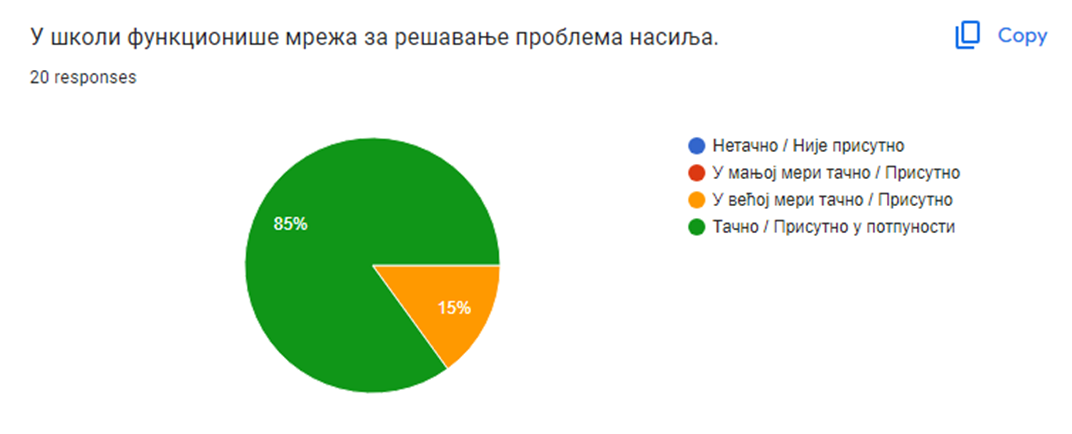 У школи функционише мрежа за решавање проблема насиља.
Copy
20 responses
85%
15%
Нетачно / Није присутно
У мањој мери тачно / Присутно
У већој мери тачно / Присутно
Тачно / Присутно у потпуности